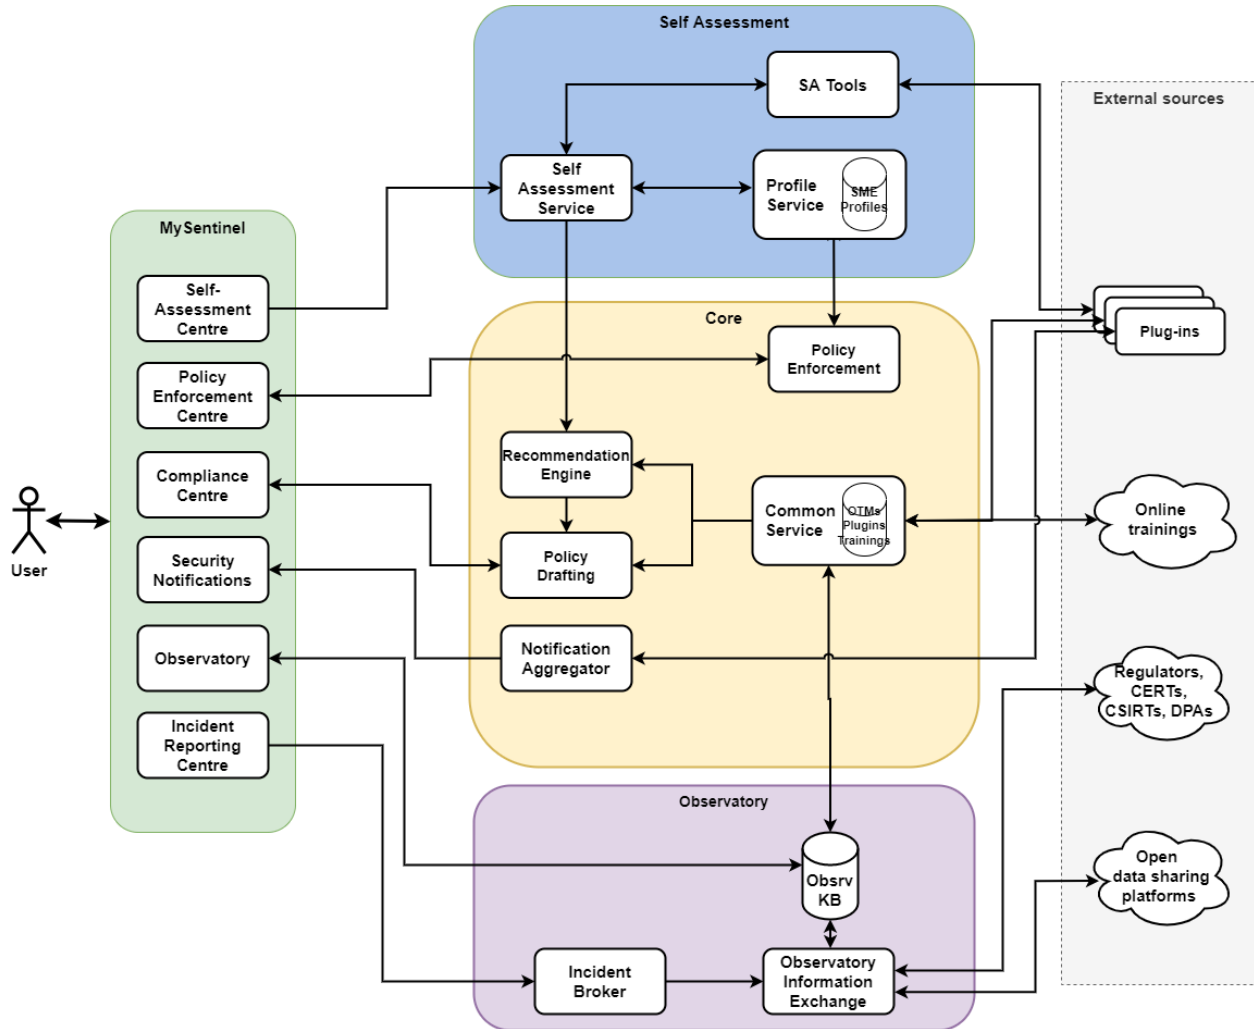 Self Assessment
SA Tools
External sources
Self
Assessment
Service
Profile
Service
SME
Profiles
MySentinel
Self-
Assessment
Centre
Policy
Enforcement
Centre
Compliance
Centre
Security
Notifications
Observatory
Incident
Reporting
Centre
User
Core
Policy
Enforcement
Recommendation
Engine
Common
Service
OTMs
Plugins
Trainings
Policy
Drafting
Notification
Aggregator
Plug-ins
Online
trainings
Regulators,
CERTs,
CSIRTs, DPAs
Open
data sharing
platforms
Observatory
Obsrv
KB
Incident
Broker
Observatory
Information
Exchange